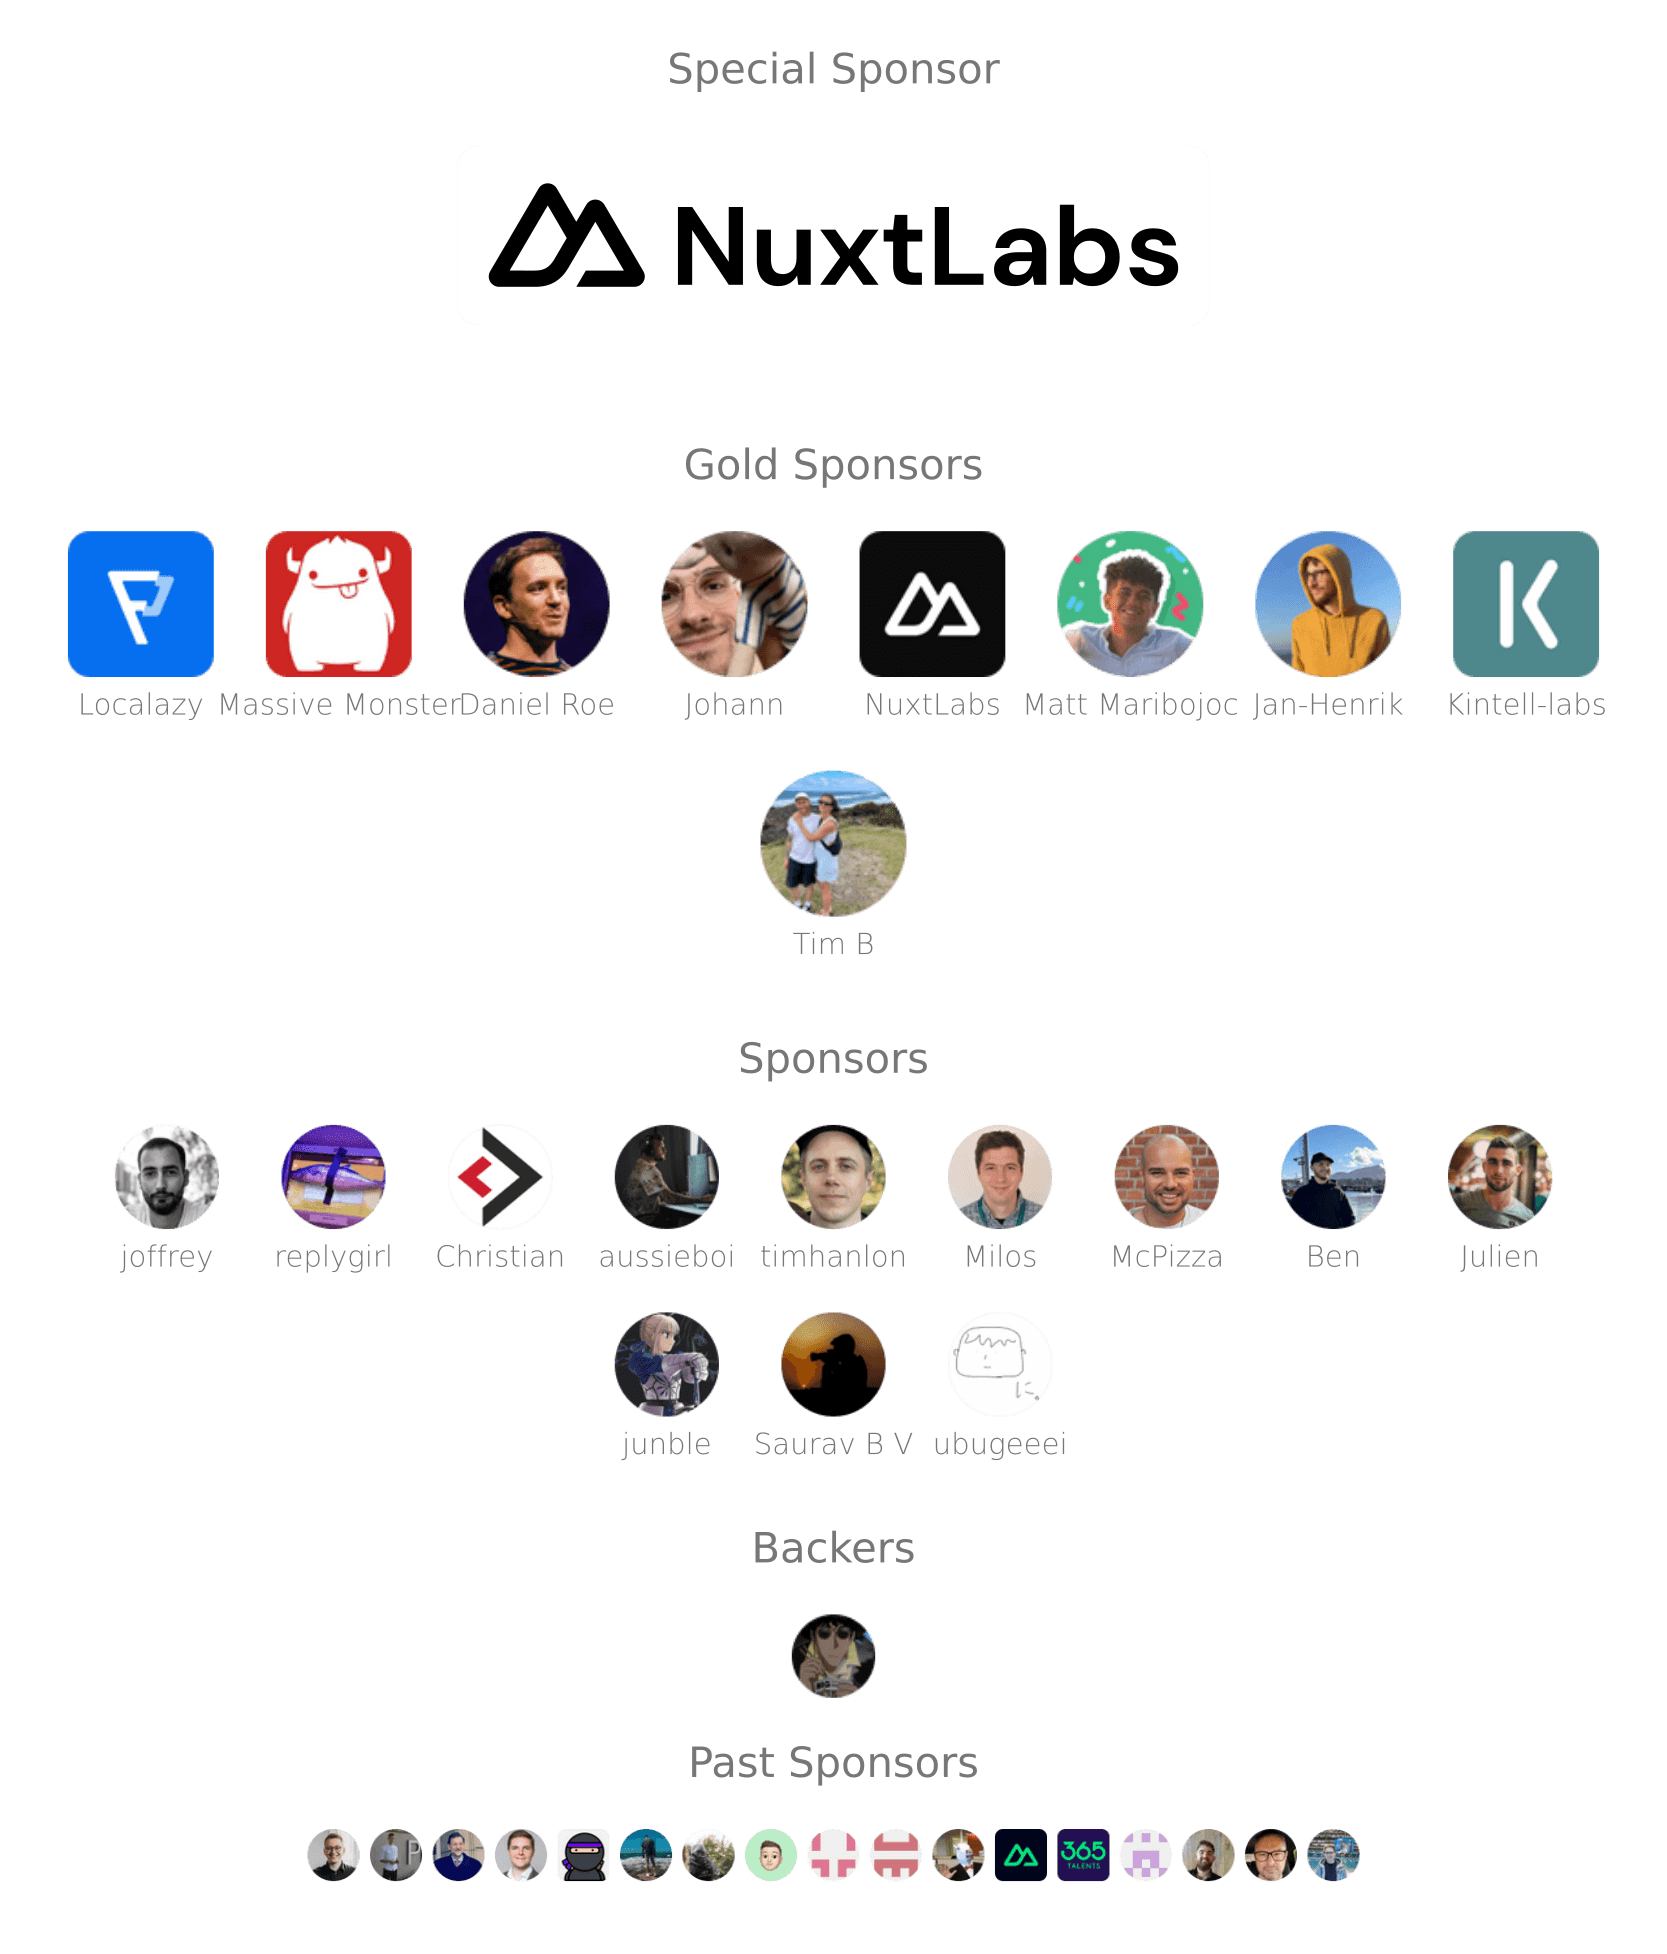 Special Sponsor
NuxtLabs
Gold Sponsors
Localazy Massive Monster Daniel Roe Johann NuxtLabs Matt Maribojoc Jan-Henrik Kintell-labs
Tim B
Sponsors
joffrey replygirl Christian aussieboi timhanlon Milos McPizza Ben Julien
junble Saurav B V ubugeeei
Backers
Past Sponsors
P
365
TALENTS